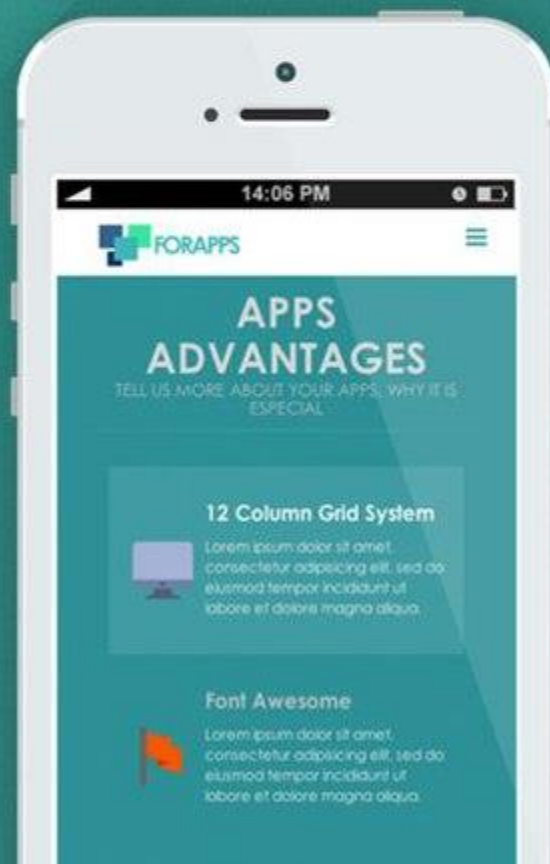 14:06 PM
FORAPPS
APPS
ADVANTAGES
TELL US MORE ABOUT YOUR APPS, WHY IT IS
ESPECIAL
12 Column Grid System
Lorem ipsum dolor sit amet,
consectetur adipisicing elit, sed do
eiusmod tempor incididunt ut
labore et dolore magna aliqua.
Font Awesome
Lorem ipsum dolor sit amet,
consectetur adipisicing elit, sed do
eiusmod tempor incididunt ut
labore et dolore magna aliqua.